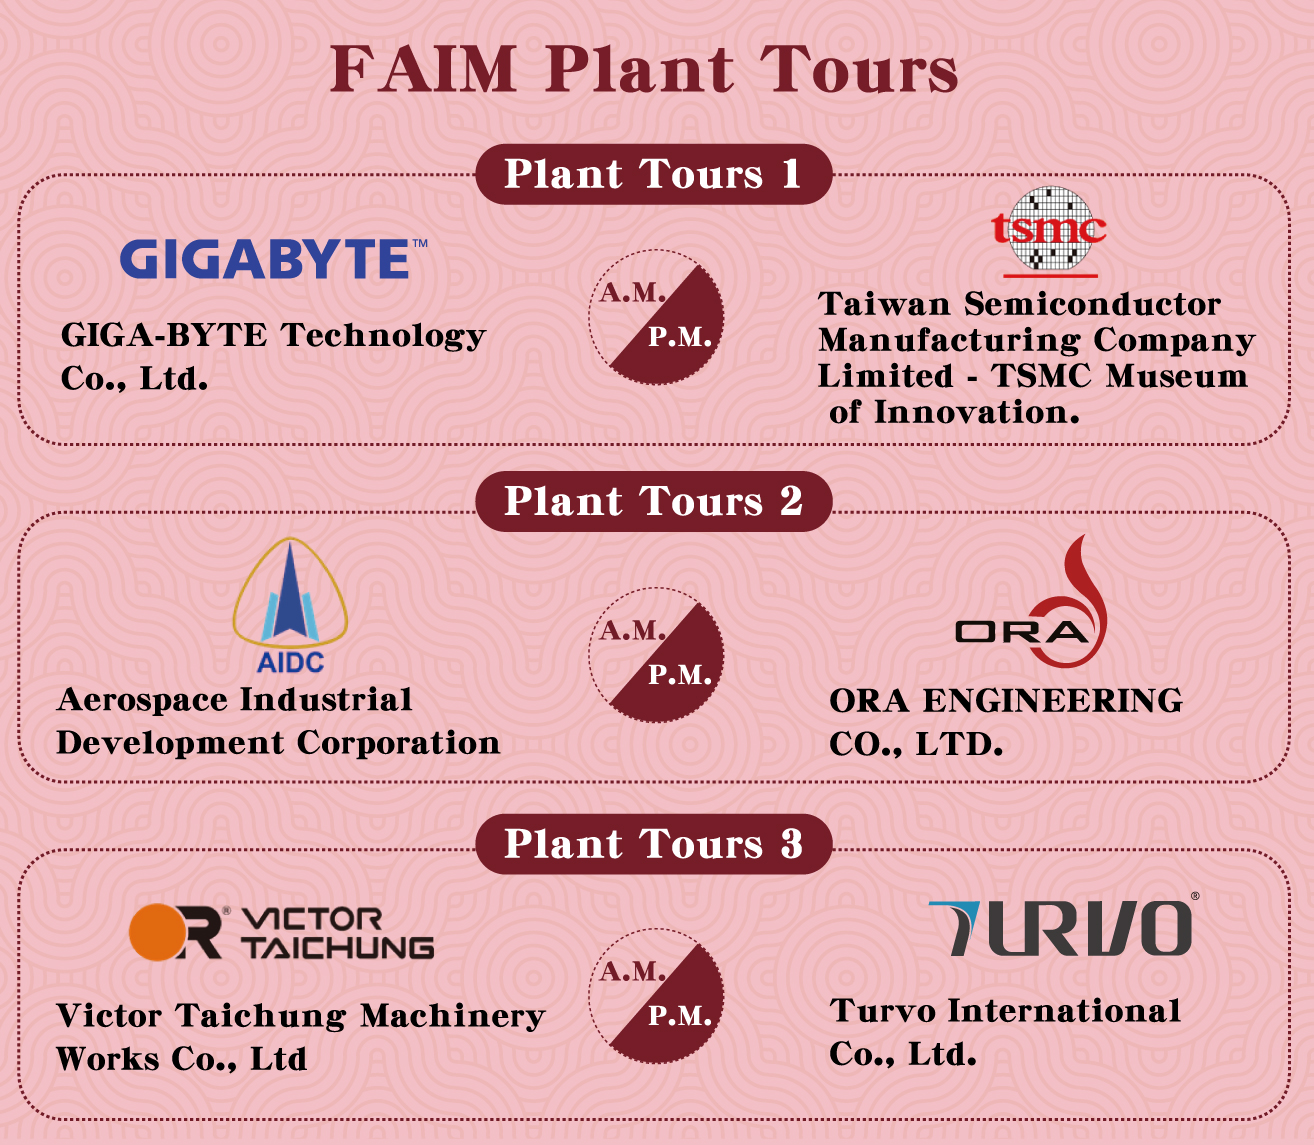 FAIM Plant Tours
Plant Tours 1
GIGABYTE™
GIGA-BYTE Technology
Co., Ltd.
A.M.
P.M.
tsmc
Taiwan Semiconductor
Manufacturing Company
Limited - TSMC Museum
of Innovation.
Plant Tours 2
AIDC
Aerospace Industrial
Development Corporation
A.M.
P.M.
ORA
ORA ENGINEERING
CO., LTD.
Plant Tours 3
R® VICTOR
TAICHUNG
Victor Taichung Machinery
Works Co., Ltd
A.M.
P.M.
TURVO®
Turvo International
Co., Ltd.